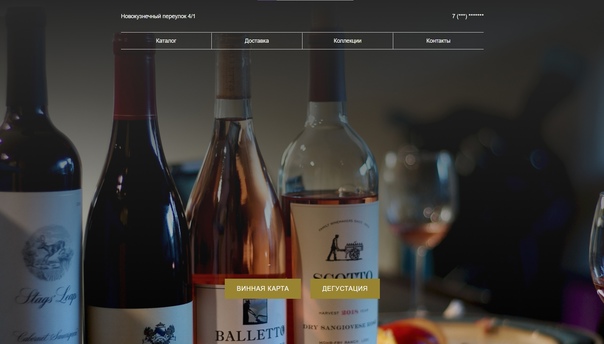 Новокузнечный переулок 4/1
7 (***) *******
Каталог
Доставка
Коллекции
Контакты
Stags' Leap
Cabernet Sauvignon
BALLETTO
SCOTTO
DRY SANGIOVESE ROSÉ
ВИННАЯ КАРТА
ДЕГУСТАЦИЯ